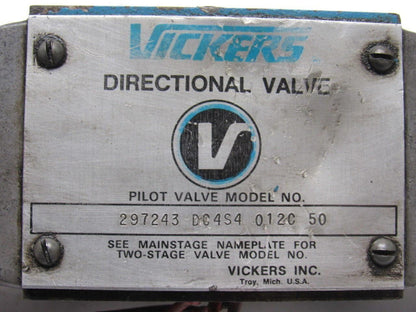 VICKERS
DIRECTIONAL VALVE
V
PILOT VALVE MODEL NO.
297243 DG4S4 012C 50
SEE MAINSTAGE NAMEPLATE FOR
TWO-STAGE VALVE MODEL NO.
VICKERS INC.
Troy, Mich. U.S.A.